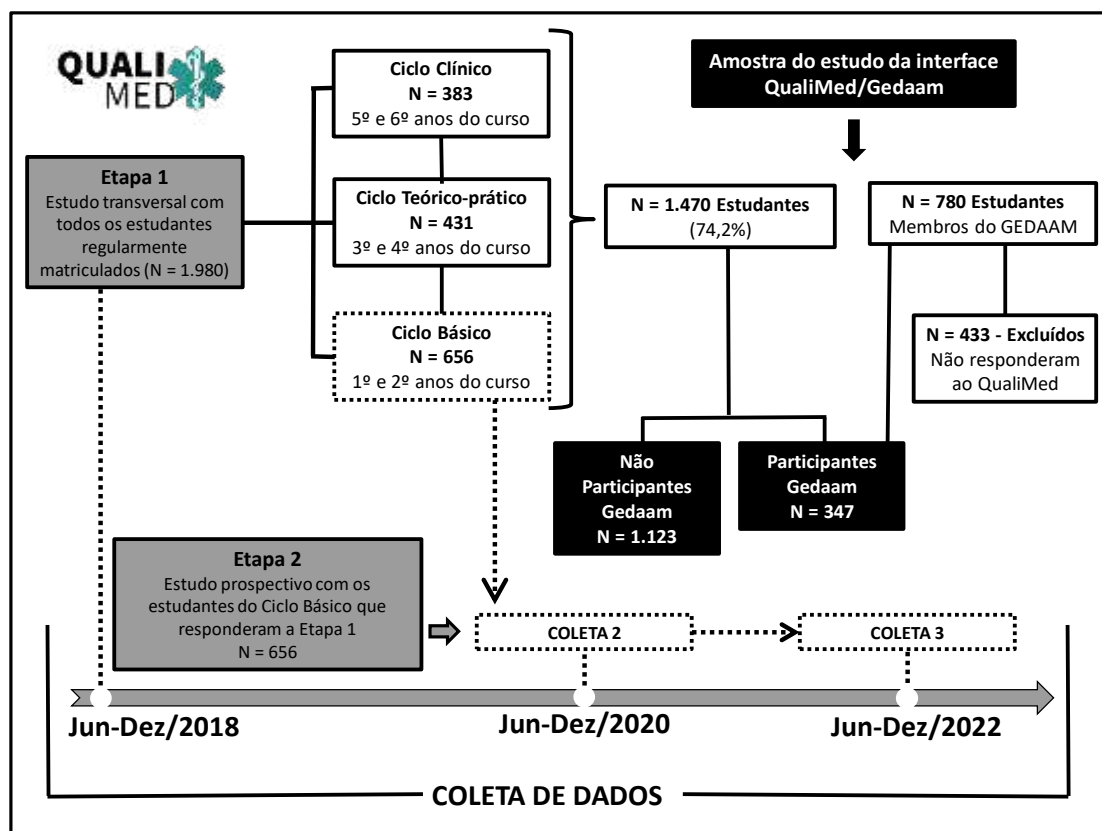 QUALI
MED
Ciclo Clínico
N = 383
5º e 6º anos do curso
Amostra do estudo da interface
QualiMed/Gedaam
Etapa 1
Estudo transversal com
todos os estudantes
regularmente
matriculados (N = 1.980)
Ciclo Teórico-prático
N = 431
3º e 4º anos do curso
N = 1.470 Estudantes
(74,2%)
N = 780 Estudantes
Membros do GEDAAM
Ciclo Básico
N = 656
1º e 2º anos do curso
N = 433 - Excluídos
Não responderam
ao QualiMed
Não
Participantes
Gedaam
N = 1.123
Participantes
Gedaam
N = 347
Etapa 2
Estudo prospectivo com os
estudantes do Ciclo Básico que
responderam a Etapa 1
N = 656
COLETA 2
COLETA 3
Jun-Dez/2018
Jun-Dez/2020
Jun-Dez/2022
COLETA DE DADOS